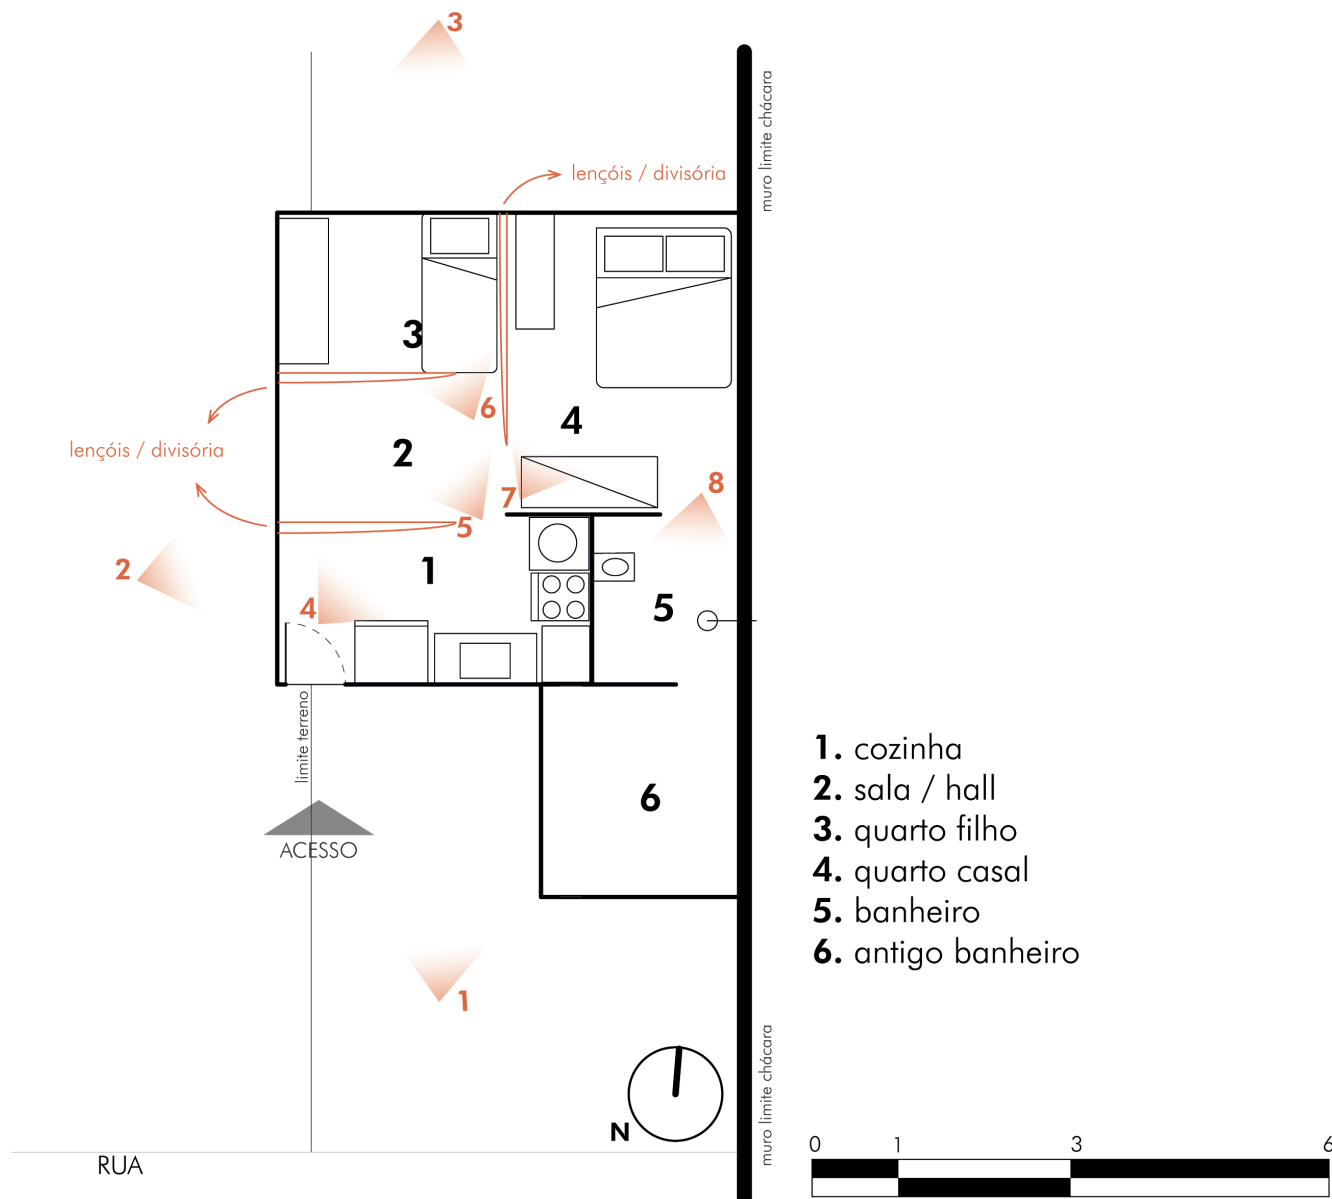 3
muro limite chácara
lençóis / divisória
3
6
4
2
lençóis / divisória
7
8
5
1
2
4
5
limite terreno
6
ACESSO
1. cozinha
2. sala / hall
3. quarto filho
4. quarto casal
5. banheiro
6. antigo banheiro
1
muro limite chácara
N
RUA
0 1 3 6